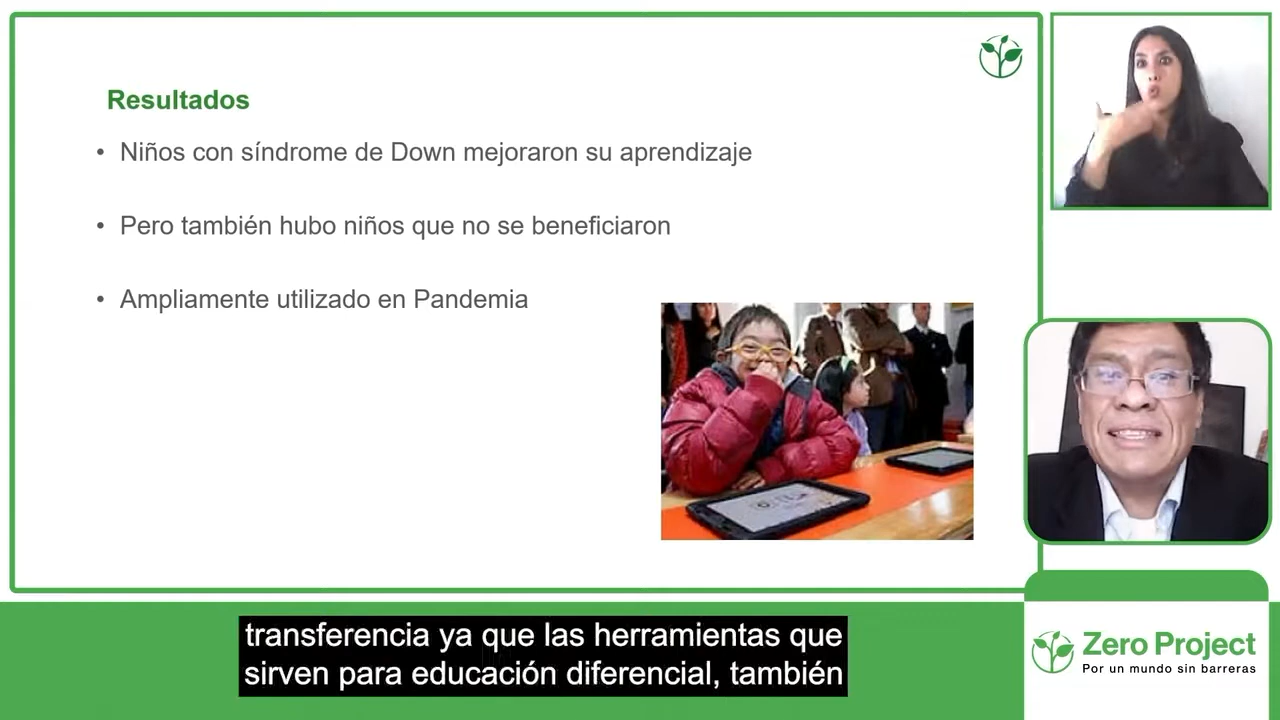 Resultados
• Niños con síndrome de Down mejoraron su aprendizaje
• Pero también hubo niños que no se beneficiaron
• Ampliamente utilizado en Pandemia
transferencia ya que las herramientas que
sirven para educación diferencial, también
Zero Project
Por un mundo sin barreras